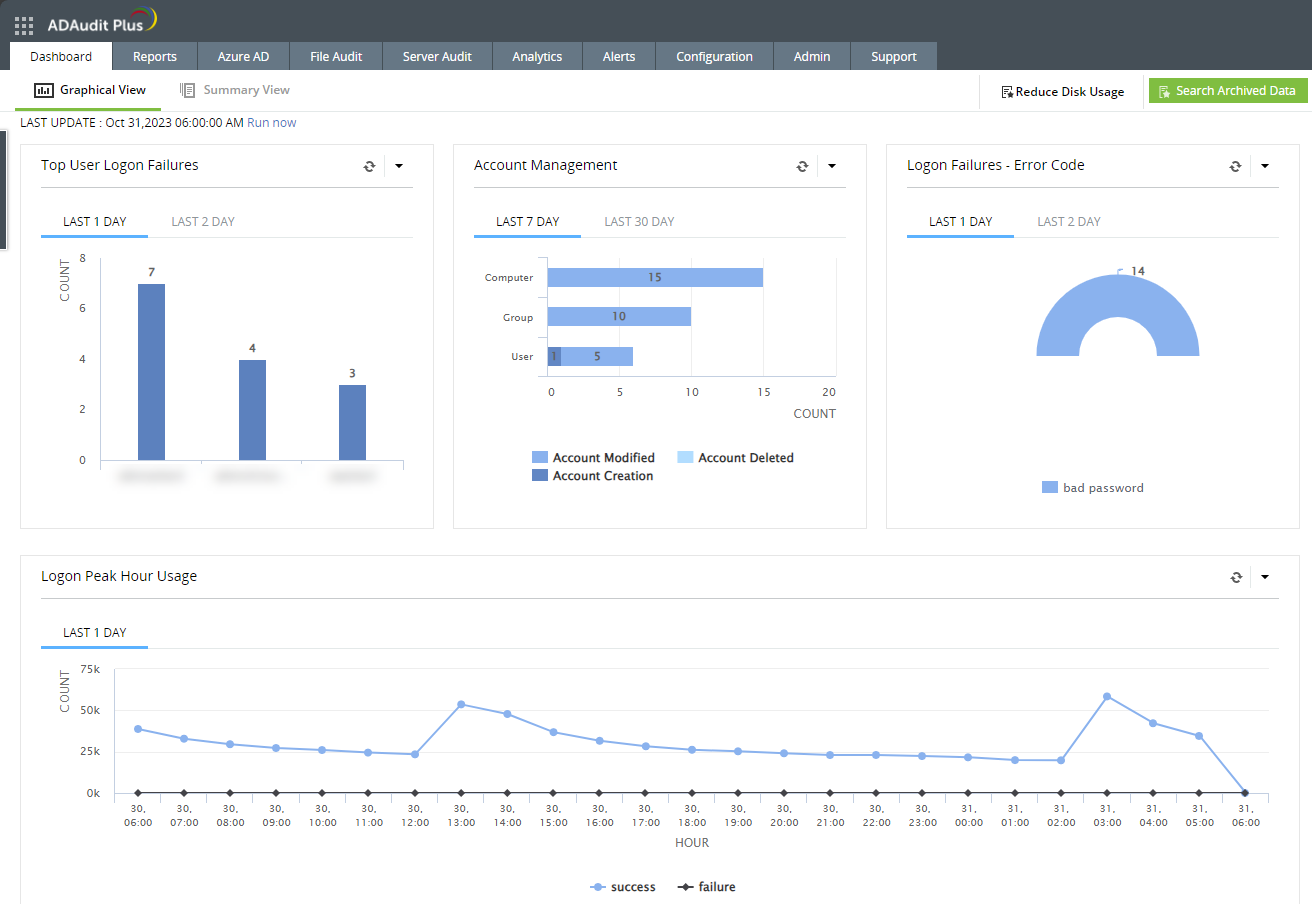 ADAudit Plus
Dashboard Reports Azure AD File Audit Server Audit Analytics Alerts Configuration Admin Support
Graphical View Summary View Reduce Disk Usage Search Archived Data
LAST UPDATE : Oct 31,2023 06:00:00 AM Run now
Top User Logon Failures
LAST 1 DAY LAST 2 DAY
COUNT
8
6
4
2
0
7
4
3
Account Management
LAST 7 DAY LAST 30 DAY
Computer 15
Group 10
User 1 5
0 5 10 15 20
COUNT
Account Modified Account Deleted
Account Creation
Logon Failures - Error Code
LAST 1 DAY LAST 2 DAY
14
bad password
Logon Peak Hour Usage
LAST 1 DAY
COUNT
75k
50k
25k
0k
30, 30, 30, 30, 30, 30, 30, 30, 30, 30, 30, 30, 30, 30, 30, 30, 30, 30, 31, 31, 31, 31, 31, 31, 31,
06:00 07:00 08:00 09:00 10:00 11:00 12:00 13:00 14:00 15:00 16:00 17:00 18:00 19:00 20:00 21:00 22:00 23:00 00:00 01:00 02:00 03:00 04:00 05:00 06:00
HOUR
success failure